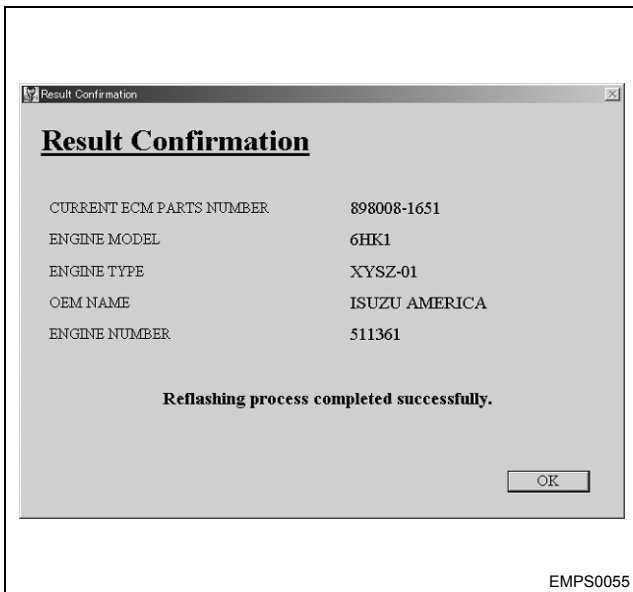 Result Confirmation
Result Confirmation
CURRENT ECM PARTS NUMBER 898008-1651
ENGINE MODEL 6HK1
ENGINE TYPE XYSZ-01
OEM NAME ISUZU AMERICA
ENGINE NUMBER 511361
Reflashing process completed successfully.
OK
EMPS0055